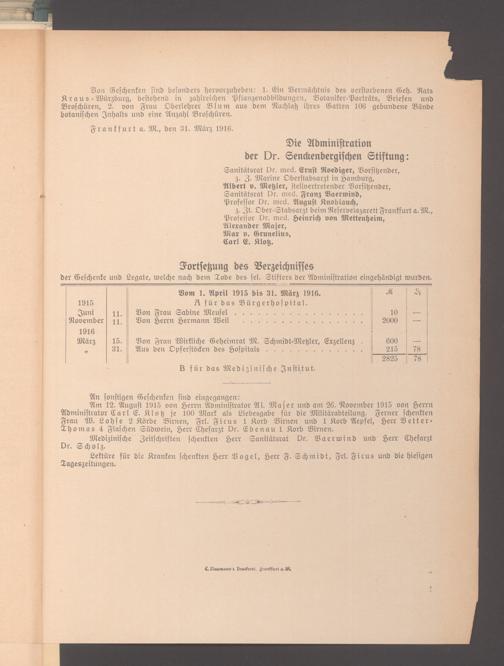 Von Geschenken sind besonders hervorzuheben: 1. Ein Vermächtnis des verstorbenen Geh. Rats
Kraus-Würzburg, bestehend in zahlreichen Pflanzenabbildungen, Botaniker-Porträts, Briefen und
Broschüren, 2. von Frau Oberlehrer Blum aus dem Nachlaß ihres Gatten 106 gebundene Bände
botanischen Inhalts und eine Anzahl Broschüren.
Frankfurt a. M., den 31. März 1916.
Die Administration
der Dr. Senckenbergischen Stiftung:
Sanitätsrat Dr. med. Ernst Roediger, Vorsitzender,
z. Z. Marine Oberstabsarzt in Hamburg,
Albert v. Metzler, stellvertretender Vorsitzender,
Sanitätsrat Dr. med. Franz Baerwind,
Professor Dr. med. August Knoblauch,
z. Zt. Ober-Stabsarzt beim Reservelazarett Frankfurt a. M.,
Professor Dr. med. Heinrich von Mettenheim,
Alexander Majer,
Max v. Grunelius,
Carl E. Klotz.
Fortsetzung des Verzeichnisses
der Geschenke und Legate, welche nach dem Tode des sel. Stifters der Administration eingehändigt wurden.
Vom 1. April 1915 bis 31. März 1916. ℳ ₰
1915 A für das Bürgerhospital.
Juni 11. Von Frau Sabine Meusel . . . . . . . . . . . . . . . . 10 —
November 11. Von Herrn Hermann Weil . . . . . . . . . . . . . . . . 2000 —
1916
März 15. Von Frau Wirkliche Geheimrat M. Schmidt-Metzler, Exzellenz . 600 —
„ 31. Aus den Opferstöcken des Hospitals . . . . . . . . . . . 215 78
2825 78
B für das Medizinische Institut.
An sonstigen Geschenken sind eingegangen:
Am 12. August 1915 von Herrn Administrator Al. Majer und am 26. November 1915 von Herrn
Administrator Carl E. Klotz je 100 Mark als Liebesgabe für die Militärabteilung. Ferner schenkten
Frau W. Lohse 2 Körbe Birnen, Frl. Ficus 1 Korb Birnen und 1 Korb Aepfel, Herr Vetter-
Thomas 4 Flaschen Südwein, Herr Chefarzt Dr. Ebenau 1 Korb Birnen.
Medizinische Zeitschriften schenkten Herr Sanitätsrat Dr. Baerwind und Herr Chefarzt
Dr. Scholz.
Lektüre für die Kranken schenkten Herr Vogel, Herr F. Schmidt, Frl. Ficus und die hiesigen
Tageszeitungen.
C. Naumann's Druckerei, Frankfurt a. M.